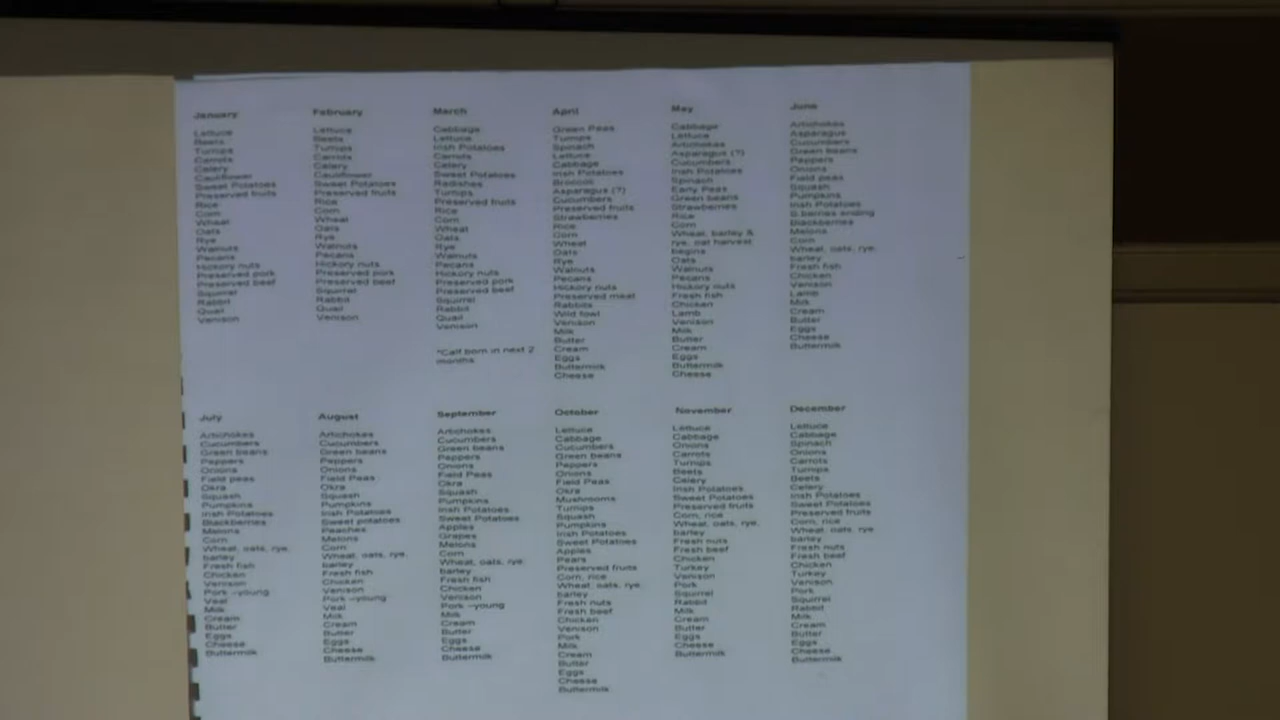 January
Lettuce
Beets
Turnips
Carrots
Celery
Cauliflower
Sweet Potatoes
Preserved fruits
Rice
Corn
Wheat
Oats
Rye
Walnuts
Pecans
Hickory nuts
Preserved pork
Preserved beef
Squirrel
Rabbit
Quail
Venison
February
Lettuce
Beets
Turnips
Carrots
Celery
Cauliflower
Sweet Potatoes
Preserved fruits
Rice
Corn
Wheat
Oats
Rye
Walnuts
Pecans
Hickory nuts
Preserved pork
Preserved beef
Squirrel
Rabbit
Quail
Venison
March
Cabbage
Lettuce
Irish Potatoes
Carrots
Celery
Sweet Potatoes
Radishes
Turnips
Preserved fruits
Rice
Corn
Wheat
Oats
Rye
Walnuts
Pecans
Hickory nuts
Preserved pork
Preserved beef
Squirrel
Rabbit
Quail
Venison
*Calf born in next 2
months
April
Green Peas
Turnips
Spinach
Lettuce
Cabbage
Irish Potatoes
Broccoli
Asparagus (?)
Cucumbers
Preserved fruits
Strawberries
Rice
Corn
Wheat
Oats
Rye
Walnuts
Pecans
Hickory nuts
Preserved meat
Rabbits
Wild fowl
Venison
Milk
Butter
Cream
Eggs
Buttermilk
Cheese
May
Cabbage
Lettuce
Artichokes
Asparagus (?)
Cucumbers
Irish Potatoes
Spinach
Early Peas
Green beans
Strawberries
Rice
Corn
Wheat, barley &
rye, oat harvest
begins
Oats
Walnuts
Pecans
Hickory nuts
Fresh fish
Chicken
Lamb
Venison
Milk
Butter
Cream
Eggs
Buttermilk
Cheese
June
Artichokes
Asparagus
Cucumbers
Green beans
Peppers
Onions
Field peas
Squash
Pumpkins
Irish Potatoes
S.berries ending
Blackberries
Melons
Corn
Wheat, oats, rye,
barley
Fresh fish
Chicken
Venison
Lamb
Milk
Cream
Butter
Eggs
Cheese
Buttermilk
July
Artichokes
Cucumbers
Green beans
Peppers
Onions
Field peas
Okra
Squash
Pumpkins
Irish Potatoes
Blackberries
Melons
Corn
Wheat, oats, rye,
barley
Fresh fish
Chicken
Venison
Pork –young
Veal
Milk
Cream
Butter
Eggs
Cheese
Buttermilk
August
Artichokes
Cucumbers
Green beans
Peppers
Onions
Field Peas
Okra
Squash
Pumpkins
Irish Potatoes
Sweet potatoes
Peaches
Melons
Corn
Wheat, oats, rye,
barley
Fresh fish
Chicken
Venison
Pork –young
Veal
Milk
Cream
Butter
Eggs
Cheese
Buttermilk
September
Artichokes
Cucumbers
Green beans
Peppers
Onions
Field Peas
Okra
Squash
Pumpkins
Irish Potatoes
Sweet Potatoes
Apples
Grapes
Melons
Corn
Wheat, oats, rye
barley
Fresh fish
Chicken
Venison
Pork –young
Milk
Cream
Butter
Eggs
Cheese
Buttermilk
October
Lettuce
Cabbage
Cucumbers
Green beans
Peppers
Onions
Field Peas
Okra
Mushrooms
Turnips
Squash
Pumpkins
Irish Potatoes
Sweet Potatoes
Apples
Pears
Preserved fruits
Corn, rice
Wheat, oats, rye,
barley
Fresh nuts
Fresh beef
Chicken
Venison
Pork
Milk
Cream
Butter
Eggs
Cheese
Buttermilk
November
Lettuce
Cabbage
Onions
Carrots
Turnips
Beets
Celery
Irish Potatoes
Sweet Potatoes
Preserved fruits
Corn, rice
Wheat, oats, rye,
barley
Fresh nuts
Fresh beef
Chicken
Turkey
Venison
Pork
Squirrel
Rabbit
Milk
Cream
Butter
Eggs
Cheese
Buttermilk
December
Lettuce
Cabbage
Spinach
Onions
Carrots
Turnips
Beets
Celery
Irish Potatoes
Sweet Potatoes
Preserved fruits
Corn, rice
Wheat, oats, rye
barley
Fresh nuts
Fresh beef
Chicken
Turkey
Venison
Pork
Squirrel
Rabbit
Milk
Cream
Butter
Eggs
Cheese
Buttermilk